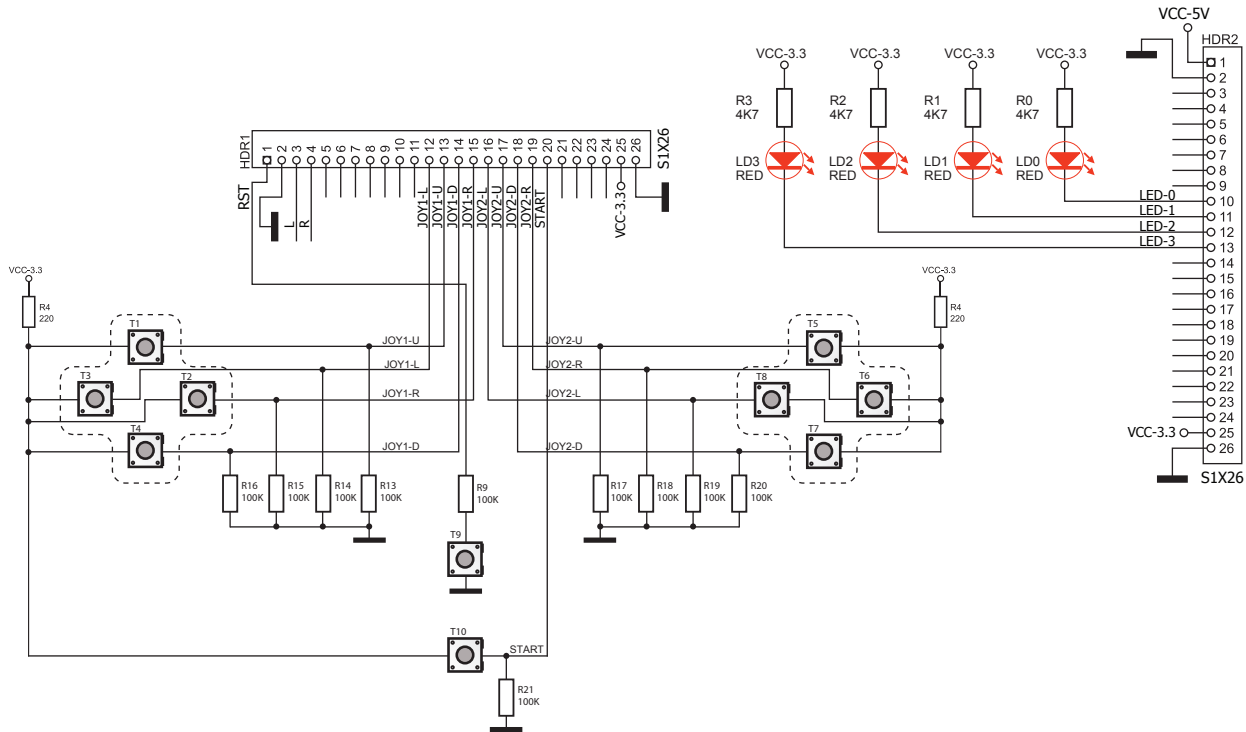 VCC-5V
HDR2
VCC-3.3
VCC-3.3
VCC-3.3
VCC-3.3
R3
4K7
R2
4K7
R1
4K7
R0
4K7
LD3
RED
LD2
RED
LD1
RED
LD0
RED
LED-0
LED-1
LED-2
LED-3
1
2
3
4
5
6
7
8
9
10
11
12
13
14
15
16
17
18
19
20
21
22
23
24
25
26
VCC-3.3
S1X26
HDR1
1
2
3
4
5
6
7
8
9
10
11
12
13
14
15
16
17
18
19
20
21
22
23
24
25
26
S1X26
RST
L
R
JOY1-L
JOY1-U
JOY1-D
JOY1-R
JOY2-L
JOY2-U
JOY2-D
JOY2-R
START
VCC-3.3
VCC-3.3
R4
220
T1
T3
T2
T4
JOY1-U
JOY1-L
JOY1-R
JOY1-D
JOY2-U
JOY2-R
JOY2-L
JOY2-D
T5
T8
T6
T7
VCC-3.3
R4
220
R16
100K
R15
100K
R14
100K
R13
100K
R9
100K
R17
100K
R18
100K
R19
100K
R20
100K
T9
T10
START
R21
100K